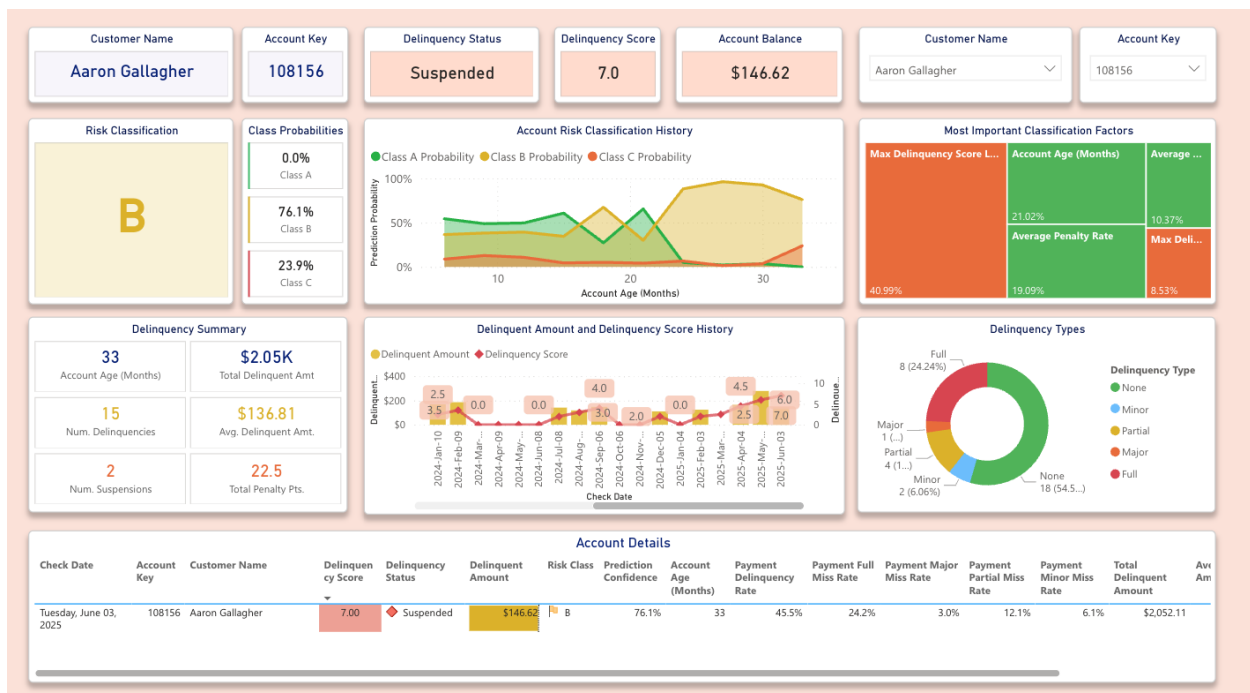 Customer Name
Aaron Gallagher
Account Key
108156
Delinquency Status
Suspended
Delinquency Score
7.0
Account Balance
$146.62
Customer Name
Aaron Gallagher
Account Key
108156
Risk Classification
B
Class Probabilities
0.0%
Class A
76.1%
Class B
23.9%
Class C
Account Risk Classification History
Class A Probability Class B Probability Class C Probability
Prediction Probability
100%
50%
0%
10 20 30
Account Age (Months)
Most Important Classification Factors
Max Delinquency Score L...
40.99%
Account Age (Months)
21.02%
Average Penalty Rate
19.09%
Average ...
10.37%
Max Deli...
8.53%
Delinquency Summary
33
Account Age (Months)
$2.05K
Total Delinquent Amt
15
Num. Delinquencies
$136.81
Avg. Delinquent Amt.
2
Num. Suspensions
22.5
Total Penalty Pts.
Delinquent Amount and Delinquency Score History
Delinquent Amount Delinquency Score
Delinquent...
$400
$200
$0
2.5
3.5
0.0
0.0
4.0
3.0
2.0
0.0
4.5
2.5
6.0
7.0
10
5
0
Delinque...
2024-Jan-10
2024-Feb-09
2024-Mar-...
2024-Apr-09
2024-May-...
2024-Jun-08
2024-Jul-08
2024-Aug-...
2024-Sep-06
2024-Oct-06
2024-Nov-...
2024-Dec-05
2025-Jan-04
2025-Feb-03
2025-Mar-...
2025-Apr-04
2025-May-...
2025-Jun-03
Check Date
Delinquency Types
Full
8 (24.24%)
Major
1 (...)
Partial
4 (1...)
Minor
2 (6.06%)
None
18 (54.5...)
Delinquency Type
None
Minor
Partial
Major
Full
Account Details
Check Date
Account Key
Customer Name
Delinquen
cy Score
Delinquency
Status
Delinquent
Amount
Risk Class
Prediction
Confidence
Account
Age
(Months)
Payment
Delinquency
Rate
Payment Full
Miss Rate
Payment Major
Miss Rate
Payment
Partial Miss
Rate
Payment
Minor Miss
Rate
Total
Delinquent
Amount
Ave
Am
Tuesday, June 03,
2025
108156 Aaron Gallagher 7.00 Suspended $146.62 B 76.1% 33 45.5% 24.2% 3.0% 12.1% 6.1% $2,052.11